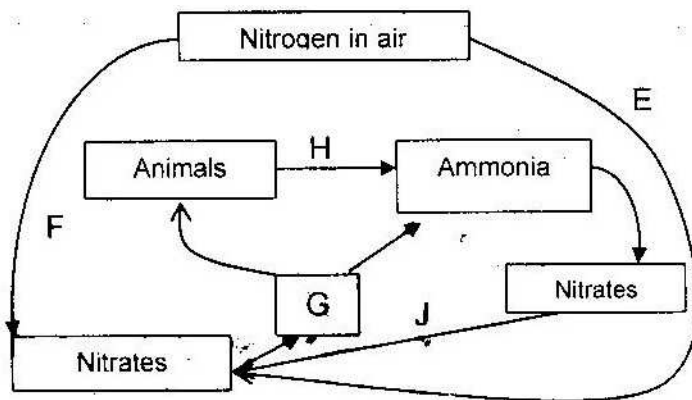 Nitrogen in air
E
H
Animals
Ammonia
F
G
Nitrates
J
Nitrates